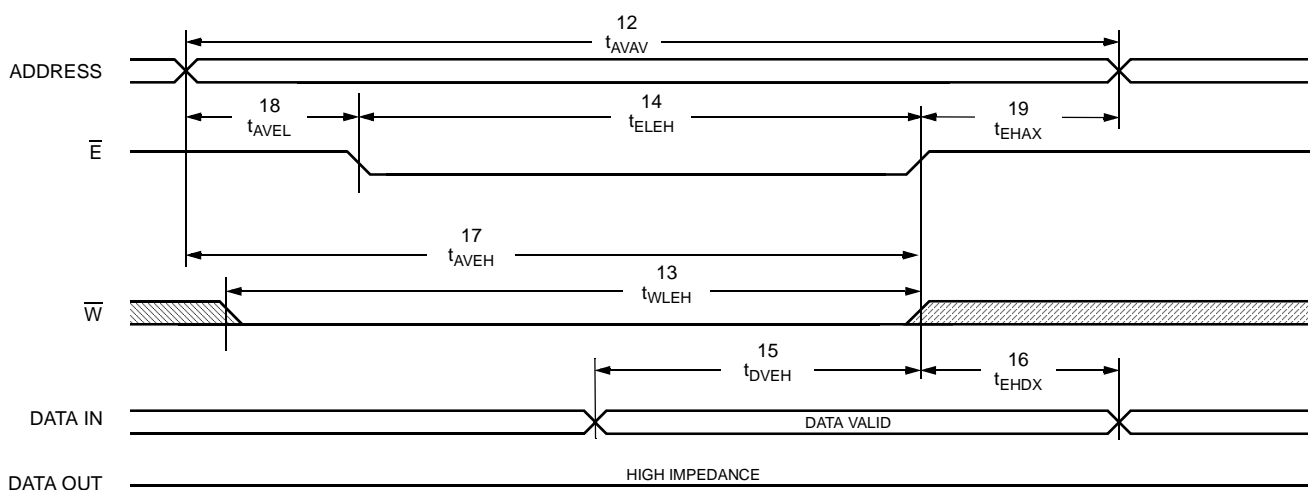 12
tAVAV
ADDRESS
18
tAVEL
14
tELEH
19
tEHAX
E
17
tAVEH
13
tWLEH
W
15
tDVEH
16
tEHDX
DATA IN
DATA VALID
DATA OUT
HIGH IMPEDANCE